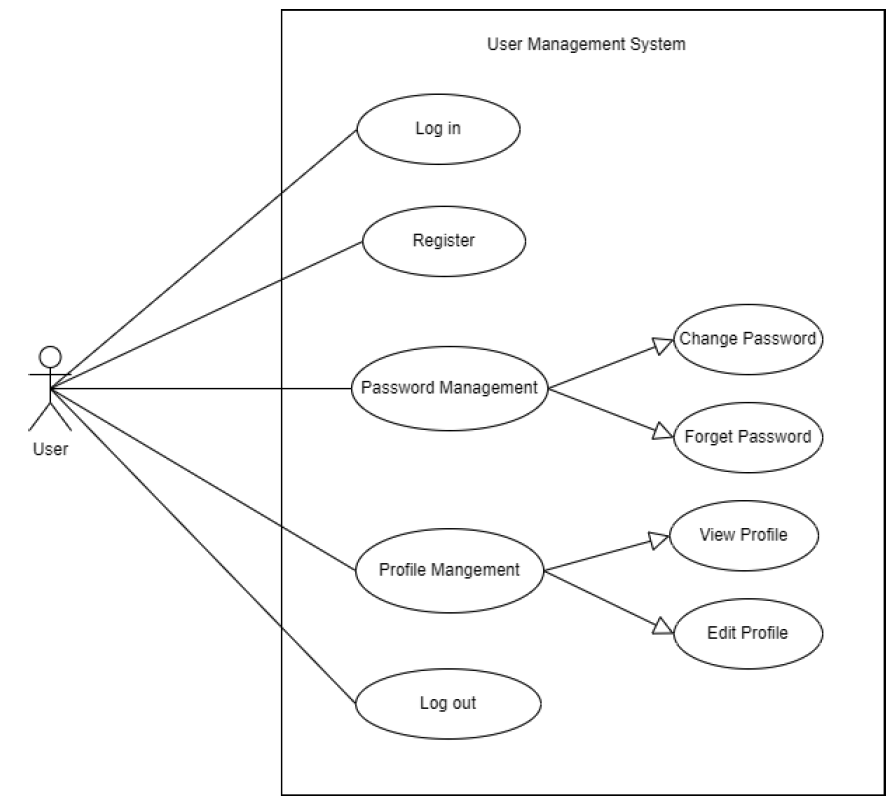 User Management System
Log in
Register
Change Password
Password Management
Forget Password
User
View Profile
Profile Mangement
Edit Profile
Log out